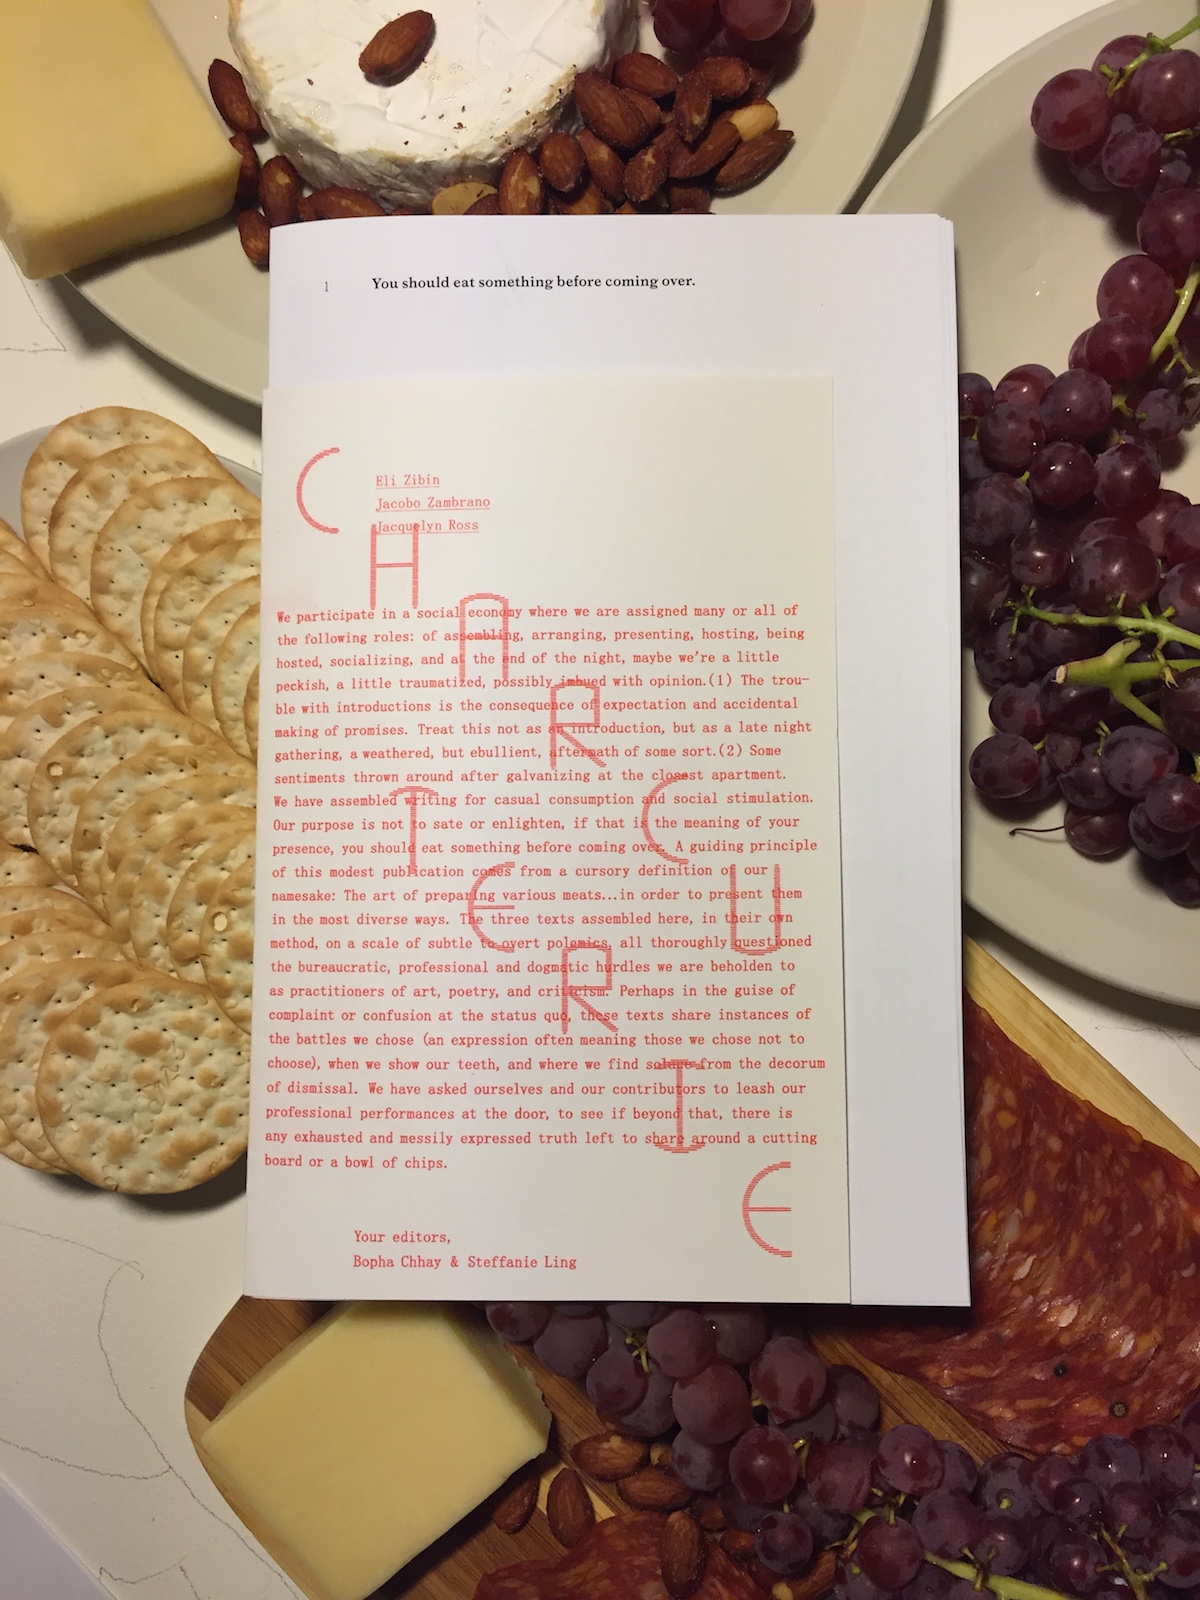 1 You should eat something before coming over.
Eli Zibin
Jacobo Zambrano
Jacquelyn Ross
We participate in a social economy where we are assigned many or all of
the following roles: of assembling, arranging, presenting, hosting, being
hosted, socializing, and at the end of the night, maybe we're a little
peckish, a little traumatized, possibly imbued with opinion.(1) The trou-
ble with introductions is the consequence of expectation and accidental
making of promises. Treat this not as an introduction, but as a late night
gathering, a weathered, but ebullient, aftermath of some sort.(2) Some
sentiments thrown around after galvanizing at the closest apartment.
We have assembled writing for casual consumption and social stimulation.
Our purpose is not to sate or enlighten, if that is the meaning of your
presence, you should eat something before coming over. A guiding principle
of this modest publication comes from a cursory definition of our
namesake: The art of preparing various meats...in order to present them
in the most diverse ways. The three texts assembled here, in their own
method, on a scale of subtle to overt polemics, all thoroughly questioned
the bureaucratic, professional and dogmatic hurdles we are beholden to
as practitioners of art, poetry, and criticism. Perhaps in the guise of
complaint or confusion at the status quo, these texts share instances of
the battles we chose (an expression often meaning those we chose not to
choose), when we show our teeth, and where we find solace from the decorum
of dismissal. We have asked ourselves and our contributors to leash our
professional performances at the door, to see if beyond that, there is
any exhausted and messily expressed truth left to share around a cutting
board or a bowl of chips.
Your editors,
Bopha Chhay & Steffanie Ling
CHARCUTERIE